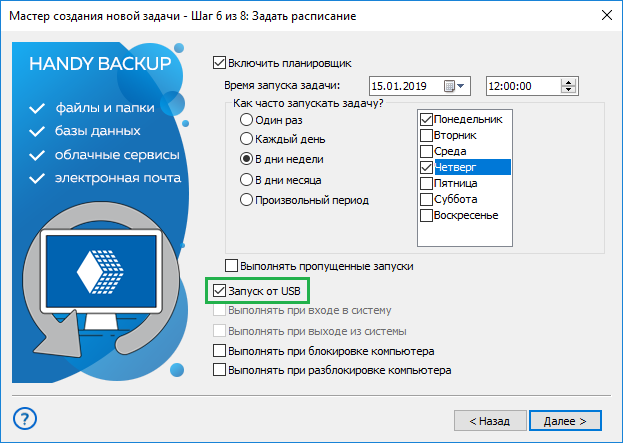 Мастер создания новой задачи - Шаг 6 из 8: Задать расписание
HANDY BACKUP
файлы и папки
базы данных
облачные сервисы
электронная почта
Включить планировщик
Время запуска задачи: 15.01.2019 12:00:00
Как часто запускать задачу?
Один раз
Каждый день
В дни недели
В дни месяца
Произвольный период
Понедельник
Вторник
Среда
Четверг
Пятница
Суббота
Воскресенье
Выполнять пропущенные запуски
Запуск от USB
Выполнять при входе в систему
Выполнять при выходе из системы
Выполнять при блокировке компьютера
Выполнять при разблокировке компьютера
?
< Назад
Далее >